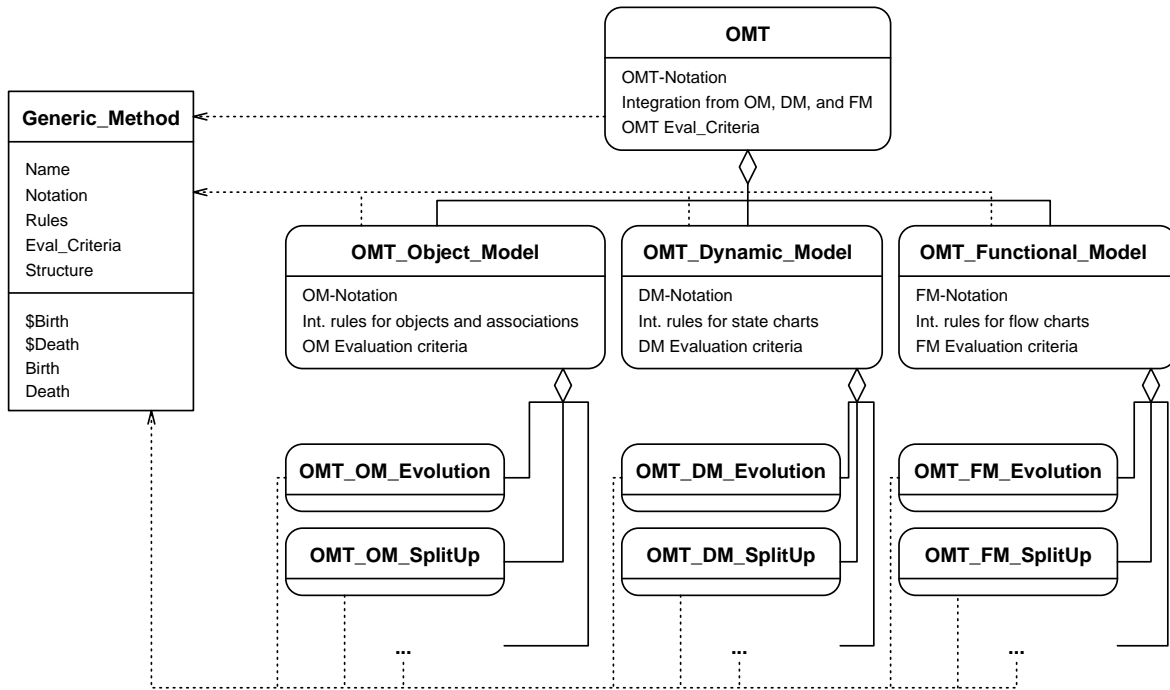 OMT
OMT-Notation
Integration from OM, DM, and FM
OMT Eval_Criteria
Generic_Method
Name
Notation
Rules
Eval_Criteria
Structure
$Birth
$Death
Birth
Death
OMT_Object_Model
OM-Notation
Int. rules for objects and associations
OM Evaluation criteria
OMT_Dynamic_Model
DM-Notation
Int. rules for state charts
DM Evaluation criteria
OMT_Functional_Model
FM-Notation
Int. rules for flow charts
FM Evaluation criteria
OMT_OM_Evolution
OMT_DM_Evolution
OMT_FM_Evolution
OMT_OM_SplitUp
OMT_DM_SplitUp
OMT_FM_SplitUp
...
...
...